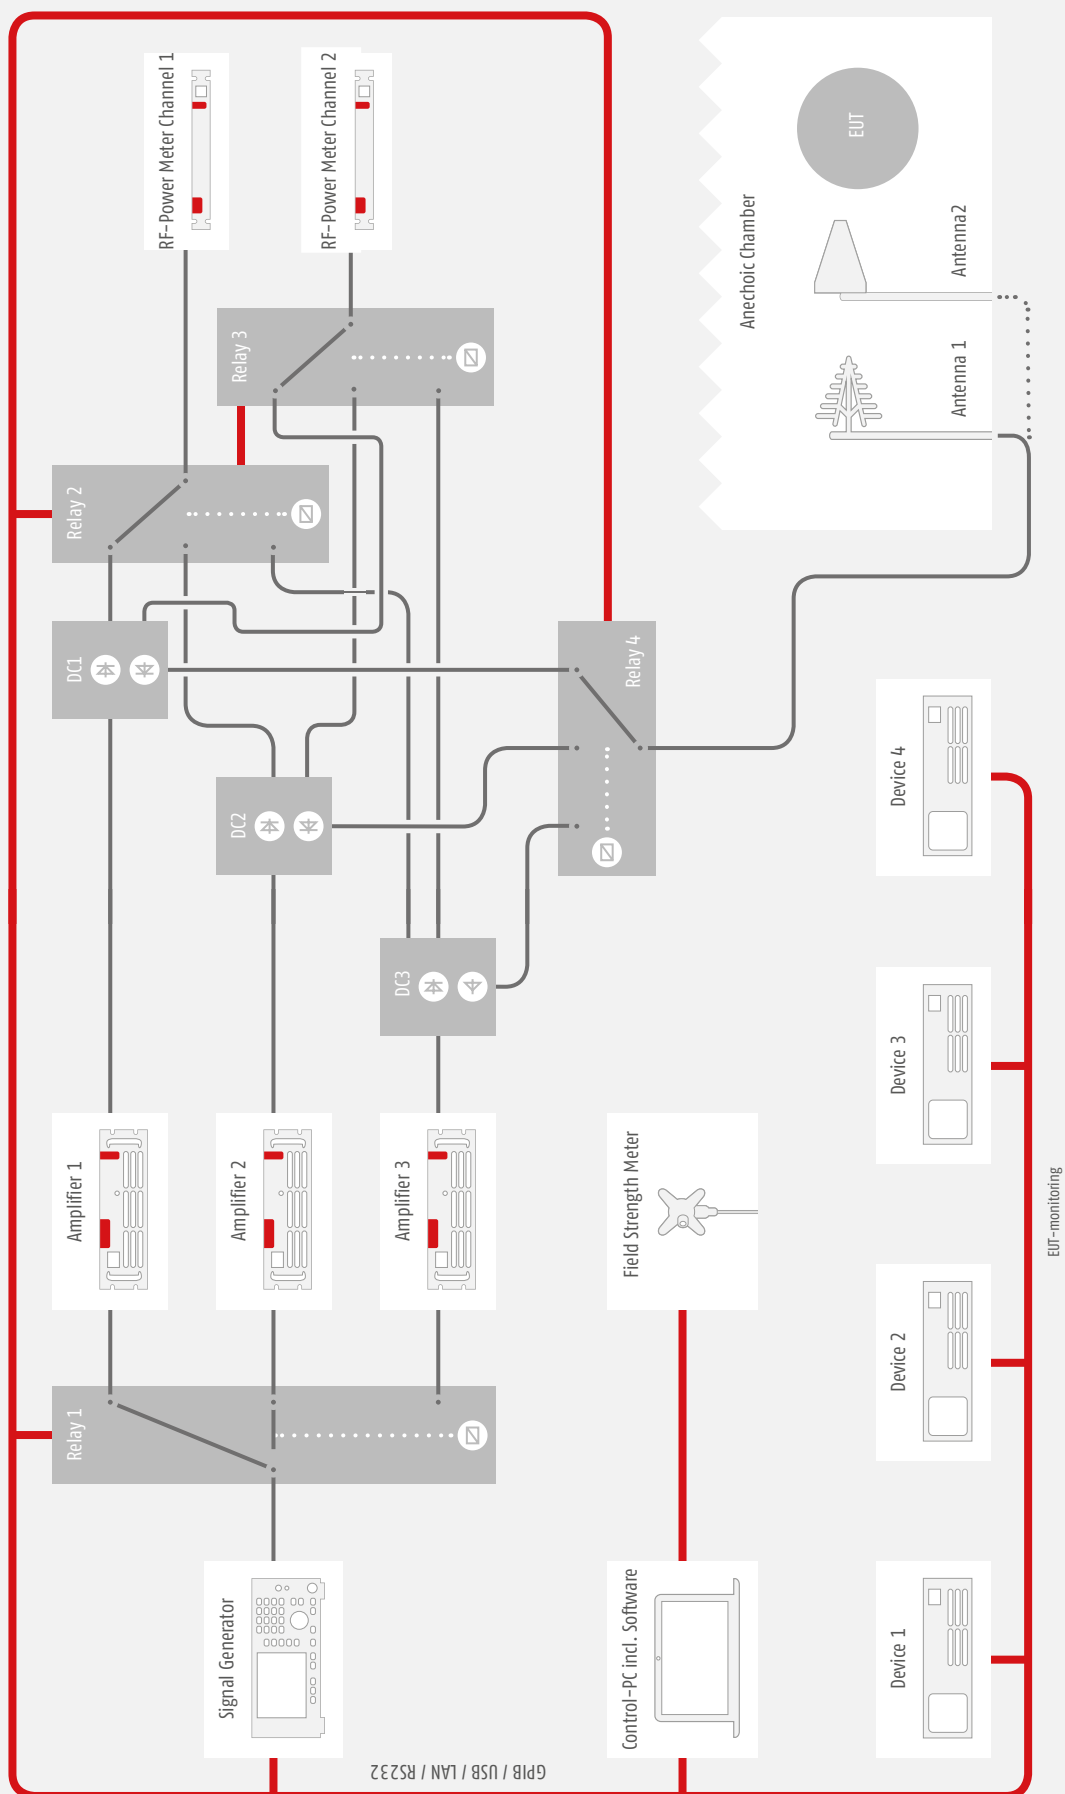 Signal Generator
Relay 1
Amplifier 1
Amplifier 2
Amplifier 3
DC1
DC2
DC3
Relay 2
Relay 3
RF-Power Meter Channel 1
RF-Power Meter Channel 2
Relay 4
Control-PC incl. Software
Field Strength Meter
Anechoic Chamber
Antenna 1
Antenna2
EUT
Device 1
Device 2
Device 3
Device 4
EUT-monitoring
GPIB / USB / LAN / RS232